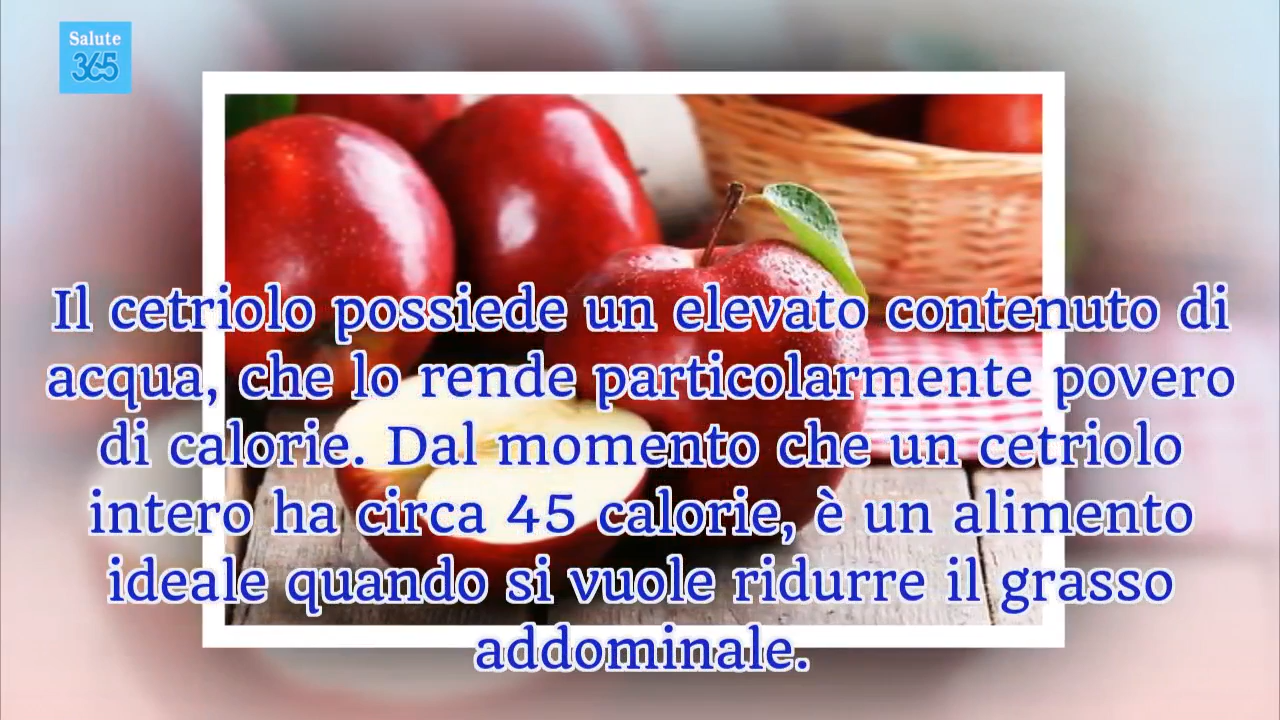 Salute
365
Il cetriolo possiede un elevato contenuto di
acqua, che lo rende particolarmente povero
di calorie. Dal momento che un cetriolo
intero ha circa 45 calorie, è un alimento
ideale quando si vuole ridurre il grasso
addominale.